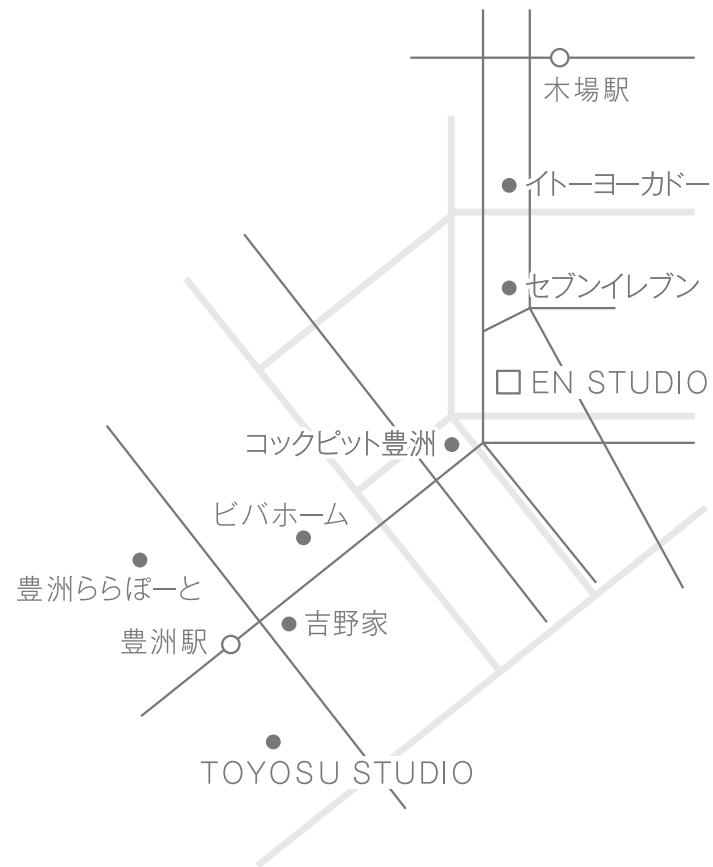 木場駅
イトーヨーカドー
セブンイレブン
EN STUDIO
コックピット豊洲
ビバホーム
豊洲ららぽーと
吉野家
豊洲駅
TOYOSU STUDIO